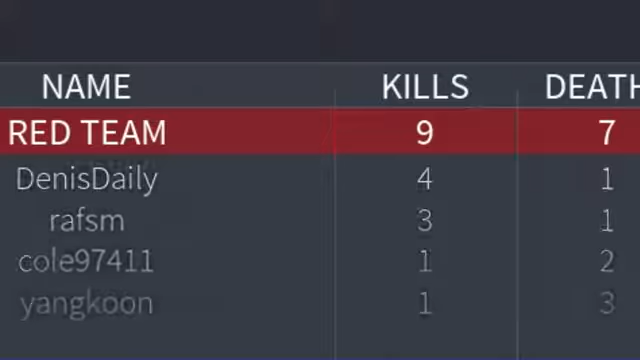 NAME KILLS DEATH
RED TEAM 9 7
DenisDaily 4 1
rafsm 3 1
cole97411 1 2
yangkoon 1 3